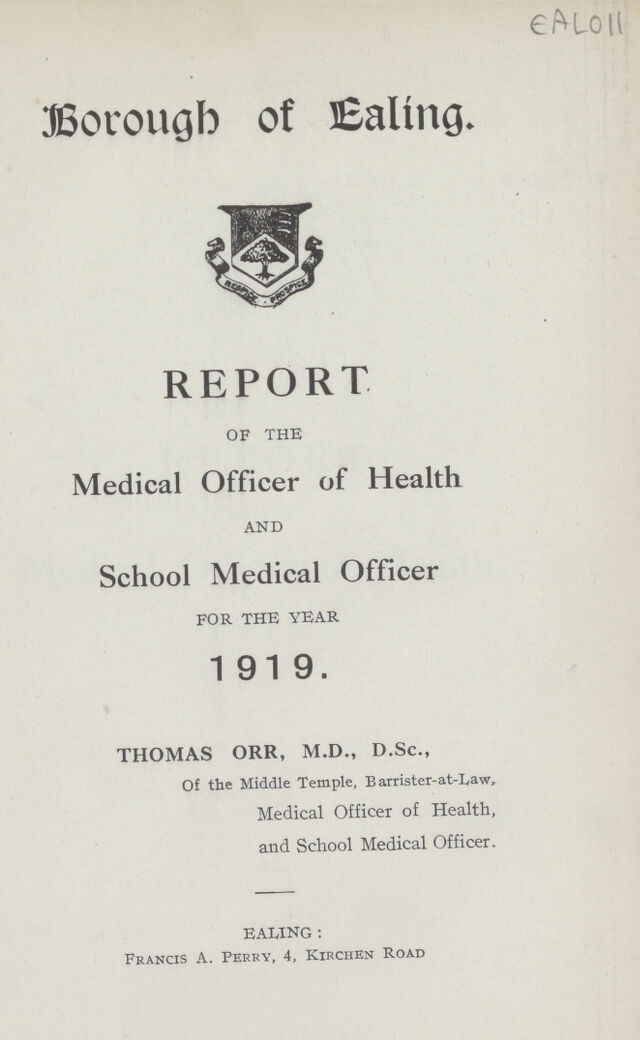 EAL011
Borough of Ealing.
RESPICE · PROSPICE
REPORT
OF THE
Medical Officer of Health
AND
School Medical Officer
FOR THE YEAR
1919.
THOMAS ORR, M.D., D.Sc.,
Of the Middle Temple, Barrister-at-Law,
Medical Officer of Health,
and School Medical Officer.
EALING:
FRANCIS A. PERRY, 4, KIRCHEN ROAD